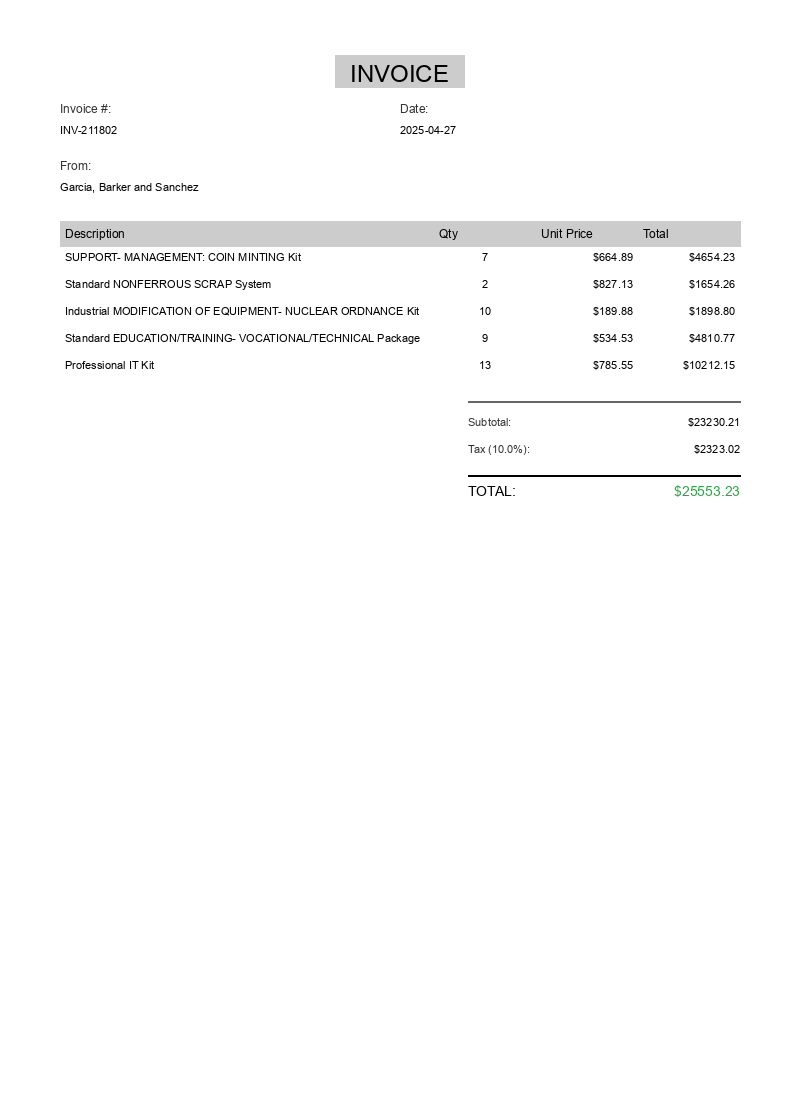 INVOICE
Invoice #: Date:
INV-211802 2025-04-27
From:
Garcia, Barker and Sanchez
Description Qty Unit Price Total
SUPPORT- MANAGEMENT: COIN MINTING Kit 7 $664.89 $4654.23
Standard NONFERROUS SCRAP System 2 $827.13 $1654.26
Industrial MODIFICATION OF EQUIPMENT- NUCLEAR ORDNANCE Kit 10 $189.88 $1898.80
Standard EDUCATION/TRAINING- VOCATIONAL/TECHNICAL Package 9 $534.53 $4810.77
Professional IT Kit 13 $785.55 $10212.15
Subtotal: $23230.21
Tax (10.0%): $2323.02
TOTAL: $25553.23